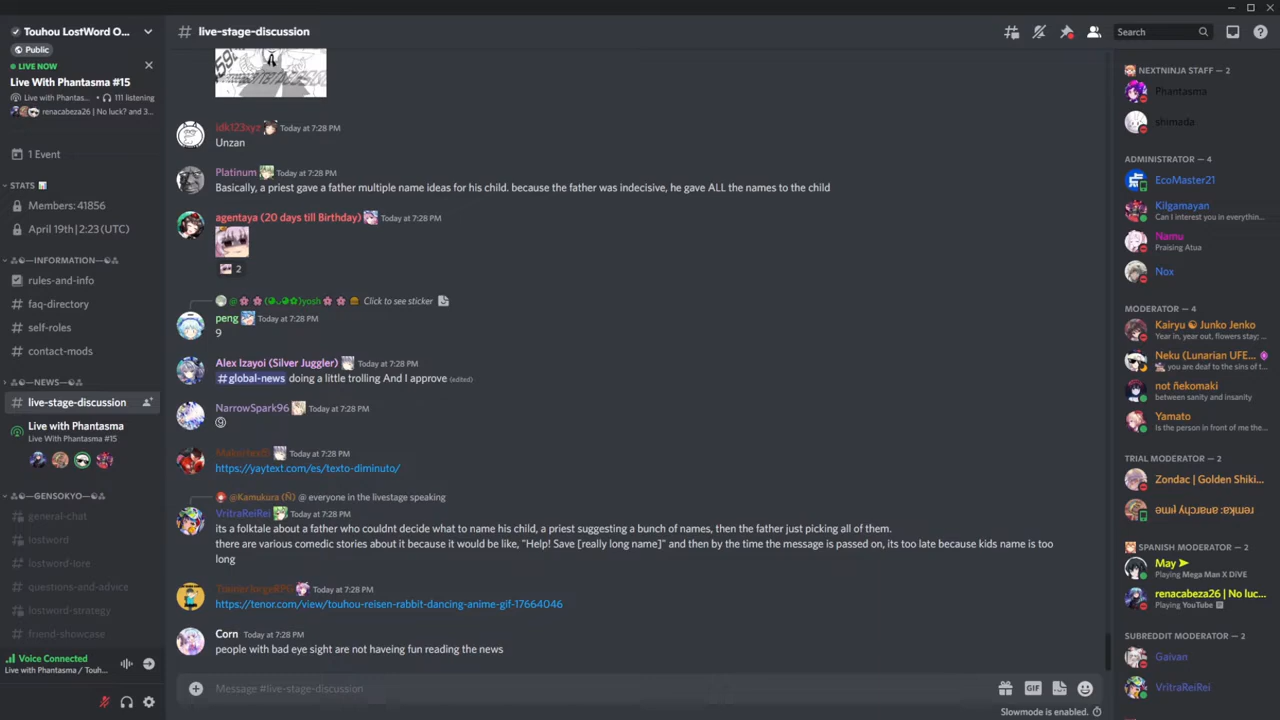 Touhou LostWord O...
Public
LIVE NOW
Live With Phantasma #15
Live with Phantas... • 111 listening
renacabeza26 | No luck? and 3...
1 Event
STATS
Members: 41856
April 19th | 2:23 (UTC)
—INFORMATION—
rules-and-info
faq-directory
self-roles
contact-mods
—NEWS—
live-stage-discussion
Live with Phantasma
Live With Phantasma #15
—GENSOKYO—
general-chat
lostword
lostword-lore
questions-and-advice
lostword-strategy
friend-showcase
Voice Connected
Live with Phantasma / Touh...
# live-stage-discussion
Search
idk123xyz Today at 7:28 PM
Unzan
Platinum Today at 7:28 PM
Basically, a priest gave a father multiple name ideas for his child. because the father was indecisive, he gave ALL the names to the child
agentaya (20 days till Birthday) Today at 7:28 PM
2
yosh Click to see sticker
peng Today at 7:28 PM
9
Alex Izayoi (Silver Juggler) Today at 7:28 PM
#global-news doing a little trolling And I approve (edited)
NarrowSpark96 Today at 7:28 PM
⑨
Today at 7:28 PM
https://yaytext.com/es/texto-diminuto/
@Kamukura (Ñ) @ everyone in the livestage speaking
VritraReiRei Today at 7:28 PM
its a folktale about a father who couldnt decide what to name his child, a priest suggesting a bunch of names, then the father just picking all of them.
there are various comedic stories about it because it would be like, "Help! Save [really long name]" and then by the time the message is passed on, its too late because kids name is too
long
Today at 7:28 PM
https://tenor.com/view/touhou-reisen-rabbit-dancing-anime-gif-17664046
Corn Today at 7:28 PM
people with bad eye sight are not haveing fun reading the news
Message #live-stage-discussion
GIF
Slowmode is enabled.
NEXTNINJA STAFF — 2
Phantasma
shimada
ADMINISTRATOR — 4
EcoMaster21
Kilgamayan
Can I interest you in everythin...
Namu
Praising Atua
Nox
MODERATOR — 4
Kairyu ☯ Junko Jenko
Year in, year out, flowers stay;...
Neku (Lunarian UFE...
you are deaf to the sins of t...
not ñekomaki
between sanity and insanity
Yamato
Is the person in front of me the...
TRIAL MODERATOR — 2
Zondac | Golden Shiki...
SPANISH MODERATOR — 2
May ➤
Playing Mega Man X DiVE
renacabeza26 | No luc...
Playing YouTube
SUBREDDIT MODERATOR — 2
Gaivan
VritraReiRei